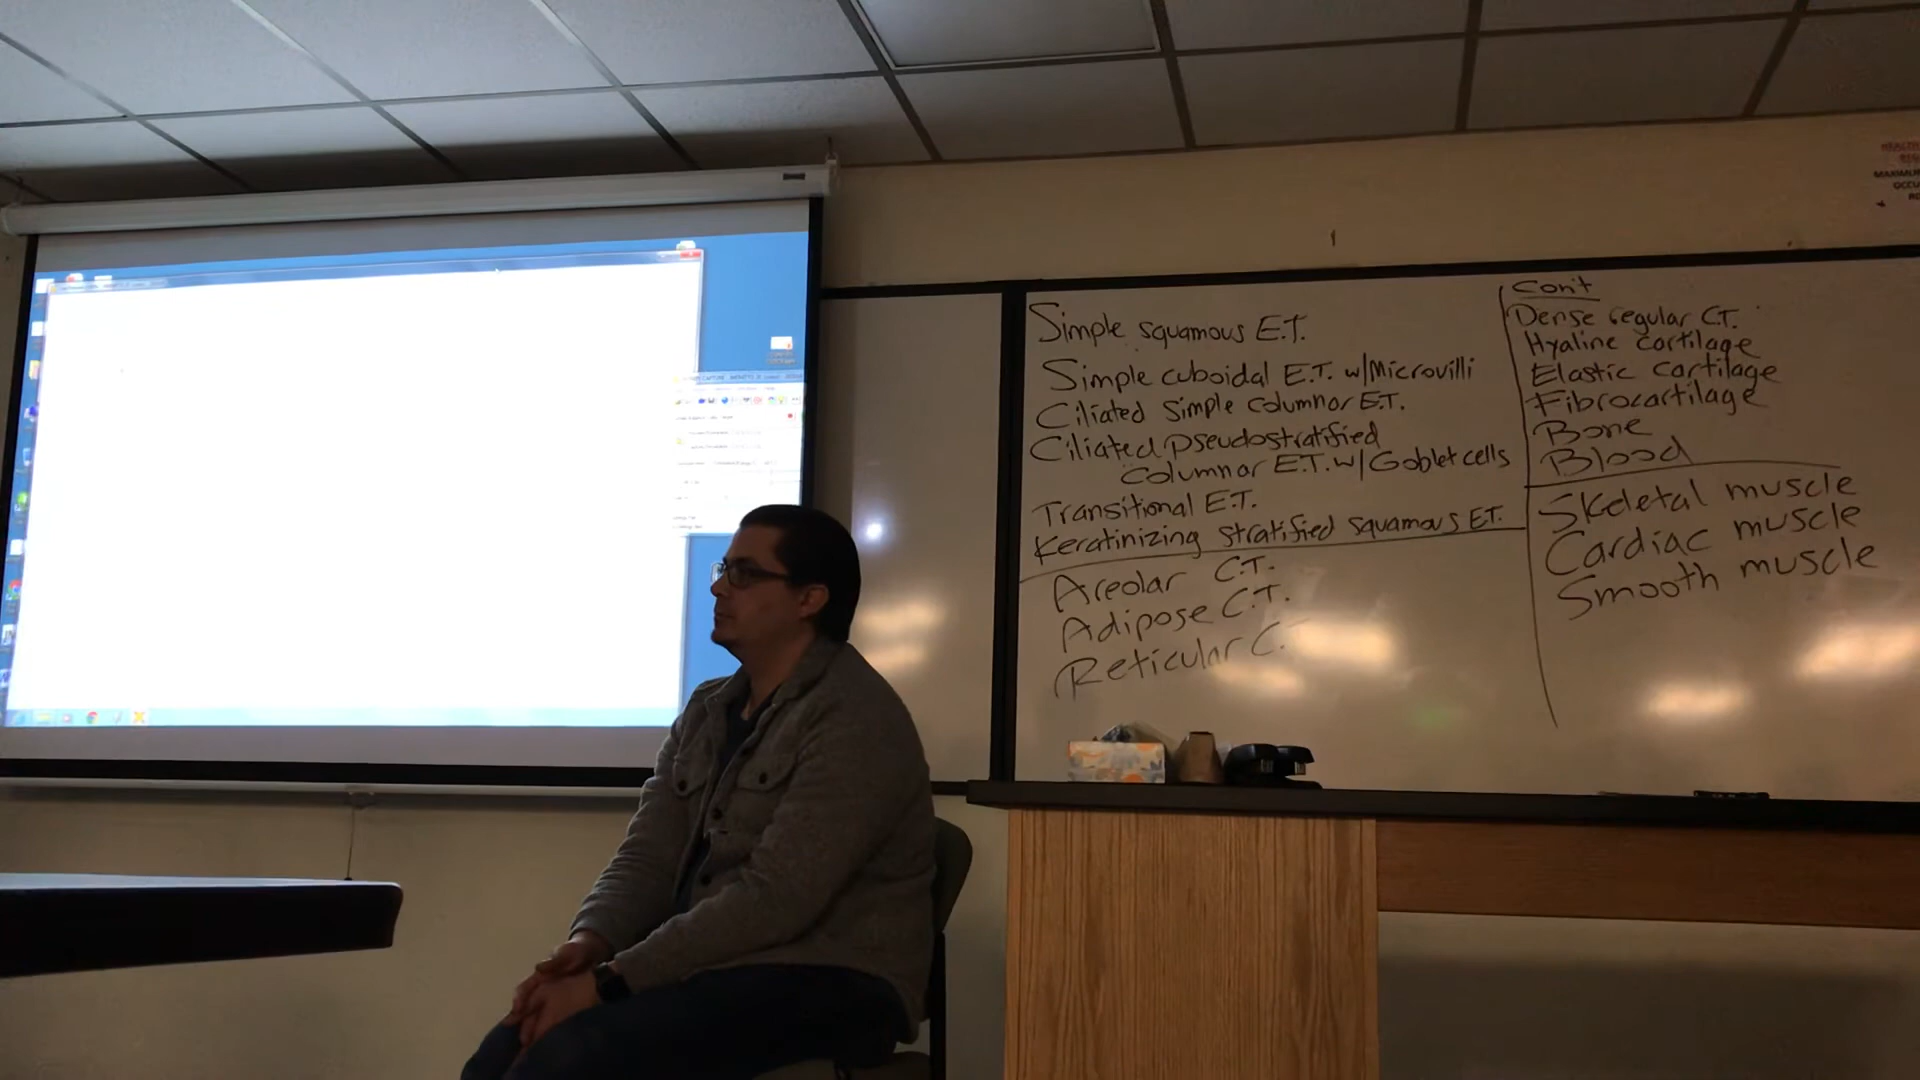 Simple squamous E.T.
Simple cuboidal E.T. w/Microvilli
Ciliated simple columnar E.T.
Ciliated pseudostratified
columnar E.T. w/Goblet cells
Transitional E.T.
Keratinizing stratified squamous E.T.
Areolar C.T.
Adipose C.T.
Reticular C.
Con't
Dense regular C.T.
Hyaline cartilage
Elastic cartilage
Fibrocartilage
Bone
Blood
Skeletal muscle
Cardiac muscle
Smooth muscle